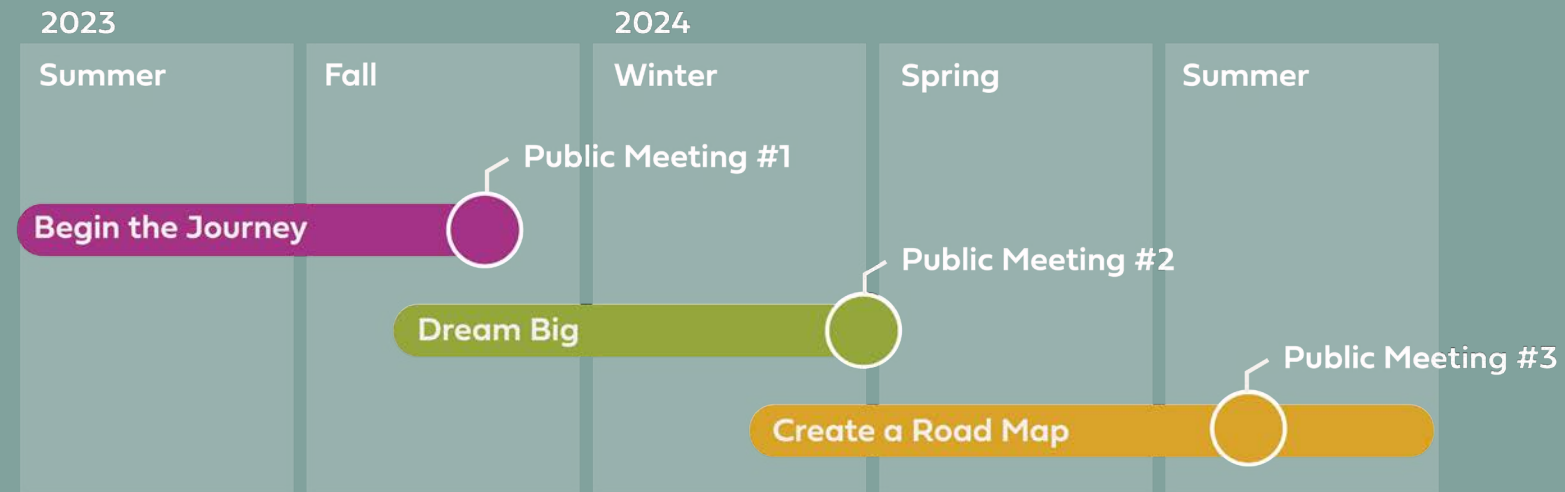 2023
2024
Summer
Fall
Winter
Spring
Summer
Public Meeting #1
Begin the Journey
Public Meeting #2
Dream Big
Public Meeting #3
Create a Road Map